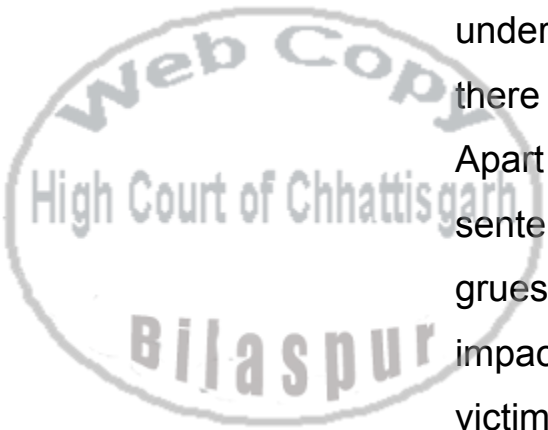 under
there
Apart
sente
grues
impac
victim
Web Copy
High Court of Chhattisgarh
Bilaspur